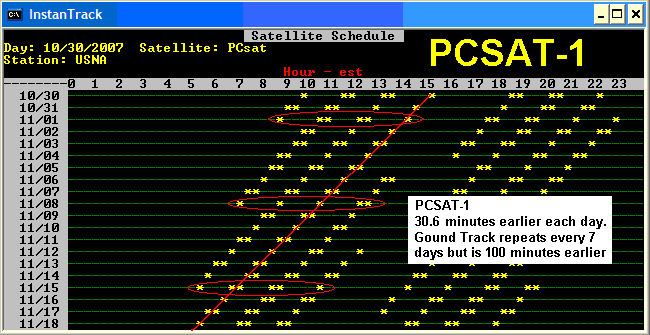 InstanTrack
Satellite Schedule
Day: 10/30/2007 Satellite: PCsat
Station: USNA
PCSAT-1
Hour - est
0 1 2 3 4 5 6 7 8 9 10 11 12 13 14 15 16 17 18 19 20 21 22 23
10/30
10/31
11/01
11/02
11/03
11/04
11/05
11/06
11/07
11/08
11/09
11/10
11/11
11/12
11/13
11/14
11/15
11/16
11/17
11/18
PCSAT-1
30.6 minutes earlier each day.
Gound Track repeats every 7
days but is 100 minutes earlier